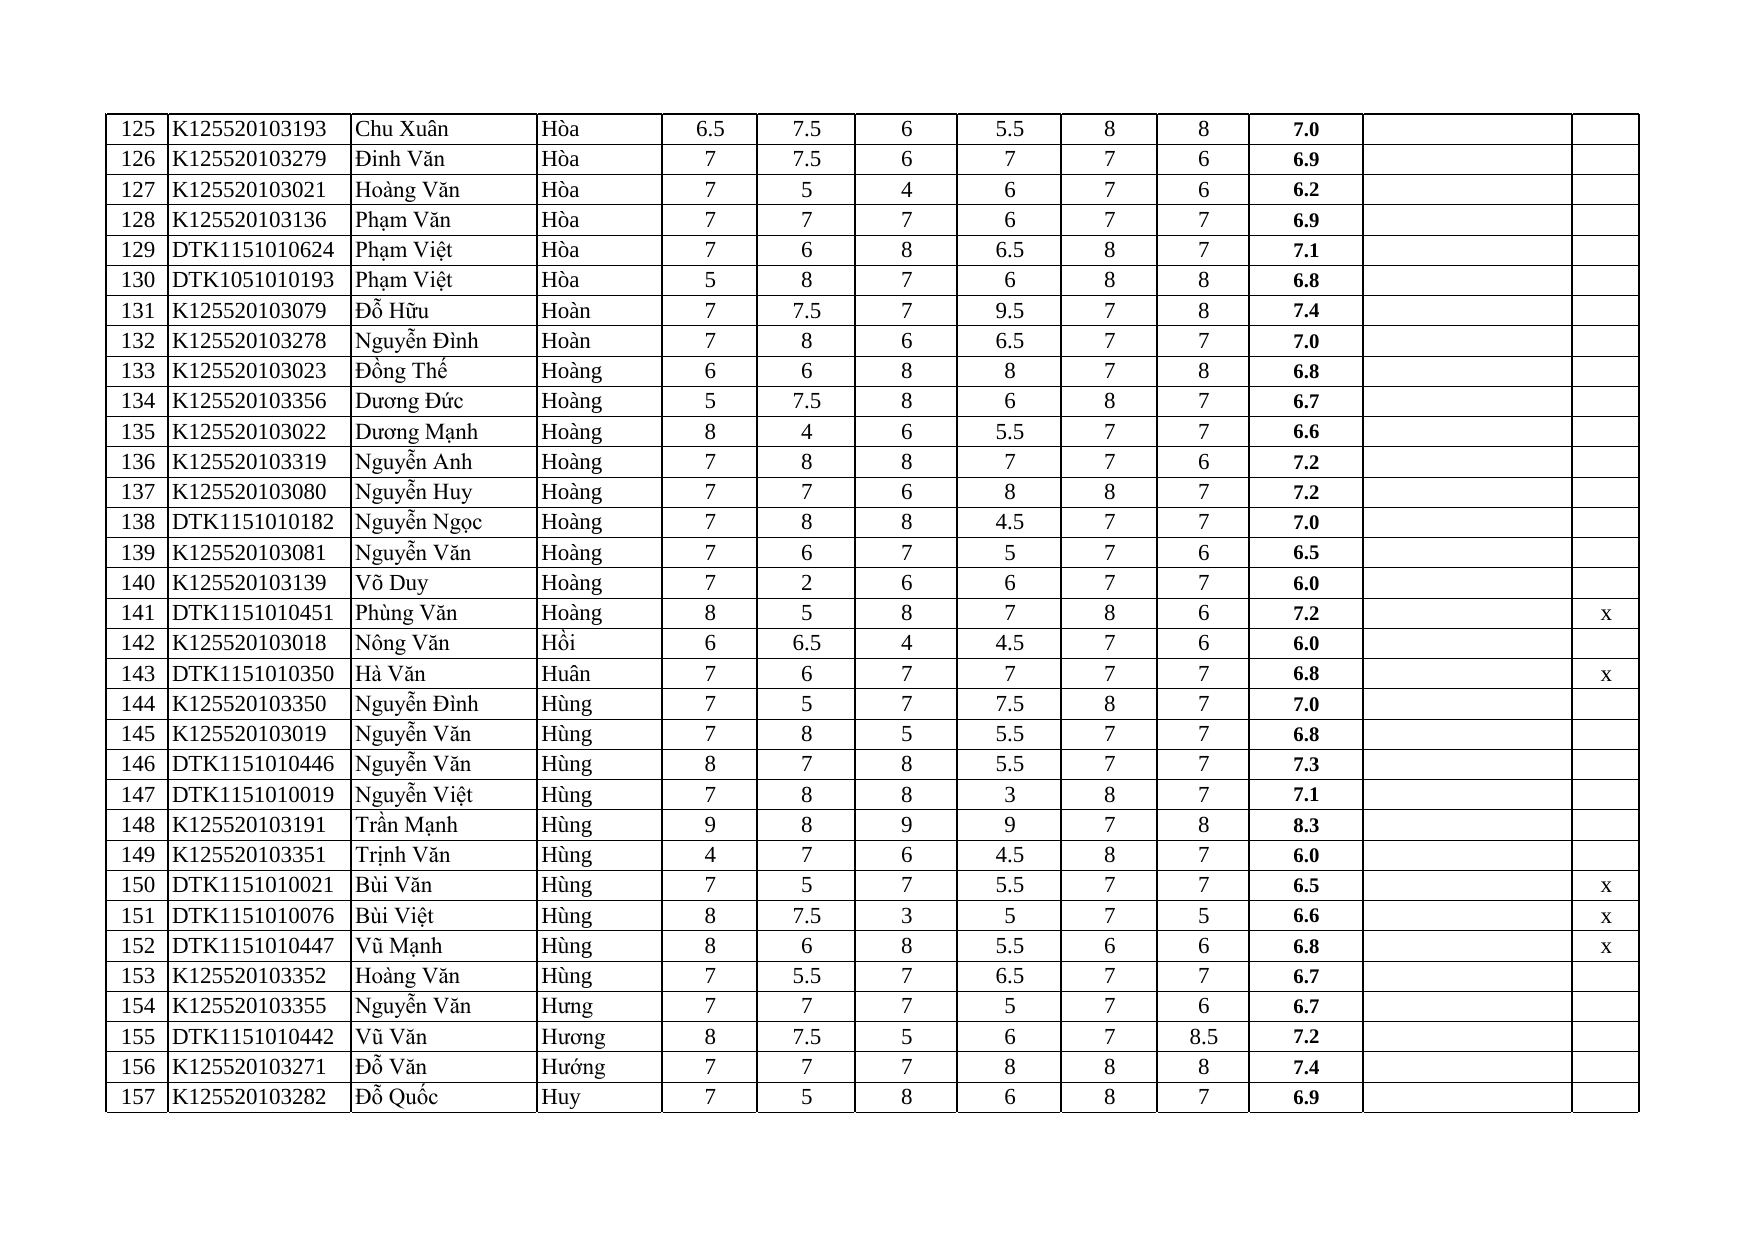 125 K125520103193 Chu Xuân Hòa 6.5 7.5 6 5.5 8 8 7.0
126 K125520103279 Đinh Văn Hòa 7 7.5 6 7 7 6 6.9
127 K125520103021 Hoàng Văn Hòa 7 5 4 6 7 6 6.2
128 K125520103136 Phạm Văn Hòa 7 7 7 6 7 7 6.9
129 DTK1151010624 Phạm Việt Hòa 7 6 8 6.5 8 7 7.1
130 DTK1051010193 Phạm Việt Hòa 5 8 7 6 8 8 6.8
131 K125520103079 Đỗ Hữu Hoàn 7 7.5 7 9.5 7 8 7.4
132 K125520103278 Nguyễn Đình Hoàn 7 8 6 6.5 7 7 7.0
133 K125520103023 Đồng Thế Hoàng 6 6 8 8 7 8 6.8
134 K125520103356 Dương Đức Hoàng 5 7.5 8 6 8 7 6.7
135 K125520103022 Dương Mạnh Hoàng 8 4 6 5.5 7 7 6.6
136 K125520103319 Nguyễn Anh Hoàng 7 8 8 7 7 6 7.2
137 K125520103080 Nguyễn Huy Hoàng 7 7 6 8 8 7 7.2
138 DTK1151010182 Nguyễn Ngọc Hoàng 7 8 8 4.5 7 7 7.0
139 K125520103081 Nguyễn Văn Hoàng 7 6 7 5 7 6 6.5
140 K125520103139 Võ Duy Hoàng 7 2 6 6 7 7 6.0
141 DTK1151010451 Phùng Văn Hoàng 8 5 8 7 8 6 7.2 x
142 K125520103018 Nông Văn Hồi 6 6.5 4 4.5 7 6 6.0
143 DTK1151010350 Hà Văn Huân 7 6 7 7 7 7 6.8 x
144 K125520103350 Nguyễn Đình Hùng 7 5 7 7.5 8 7 7.0
145 K125520103019 Nguyễn Văn Hùng 7 8 5 5.5 7 7 6.8
146 DTK1151010446 Nguyễn Văn Hùng 8 7 8 5.5 7 7 7.3
147 DTK1151010019 Nguyễn Việt Hùng 7 8 8 3 8 7 7.1
148 K125520103191 Trần Mạnh Hùng 9 8 9 9 7 8 8.3
149 K125520103351 Trịnh Văn Hùng 4 7 6 4.5 8 7 6.0
150 DTK1151010021 Bùi Văn Hùng 7 5 7 5.5 7 7 6.5 x
151 DTK1151010076 Bùi Việt Hùng 8 7.5 3 5 7 5 6.6 x
152 DTK1151010447 Vũ Mạnh Hùng 8 6 8 5.5 6 6 6.8 x
153 K125520103352 Hoàng Văn Hùng 7 5.5 7 6.5 7 7 6.7
154 K125520103355 Nguyễn Văn Hưng 7 7 7 5 7 6 6.7
155 DTK1151010442 Vũ Văn Hương 8 7.5 5 6 7 8.5 7.2
156 K125520103271 Đỗ Văn Hướng 7 7 7 8 8 8 7.4
157 K125520103282 Đỗ Quốc Huy 7 5 8 6 8 7 6.9